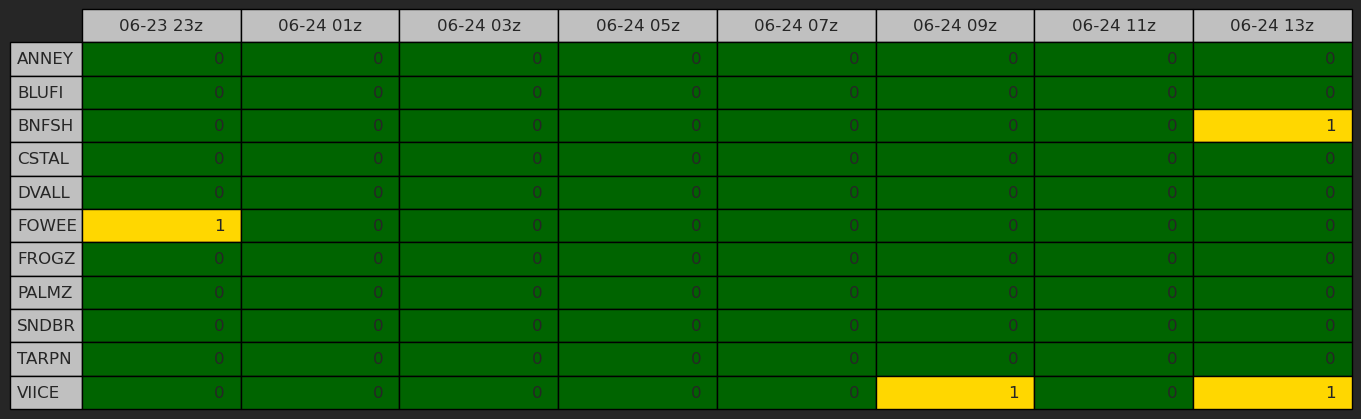 06-23 23z 06-24 01z 06-24 03z 06-24 05z 06-24 07z 06-24 09z 06-24 11z 06-24 13z
ANNEY 0 0 0 0 0 0 0 0
BLUFI 0 0 0 0 0 0 0 0
BNFSH 0 0 0 0 0 0 0 1
CSTAL 0 0 0 0 0 0 0 0
DVALL 0 0 0 0 0 0 0 0
FOWEE 1 0 0 0 0 0 0 0
FROGZ 0 0 0 0 0 0 0 0
PALMZ 0 0 0 0 0 0 0 0
SNDBR 0 0 0 0 0 0 0 0
TARPN 0 0 0 0 0 0 0 0
VIICE 0 0 0 0 0 1 0 1